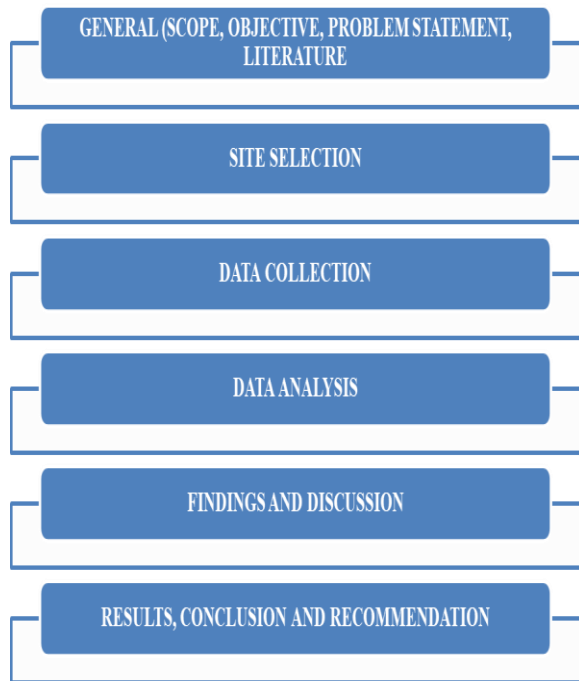 GENERAL (SCOPE, OBJECTIVE, PROBLEM STATEMENT,
LITERATURE
SITE SELECTION
DATA COLLECTION
DATA ANALYSIS
FINDINGS AND DISCUSSION
RESULTS, CONCLUSION AND RECOMMENDATION